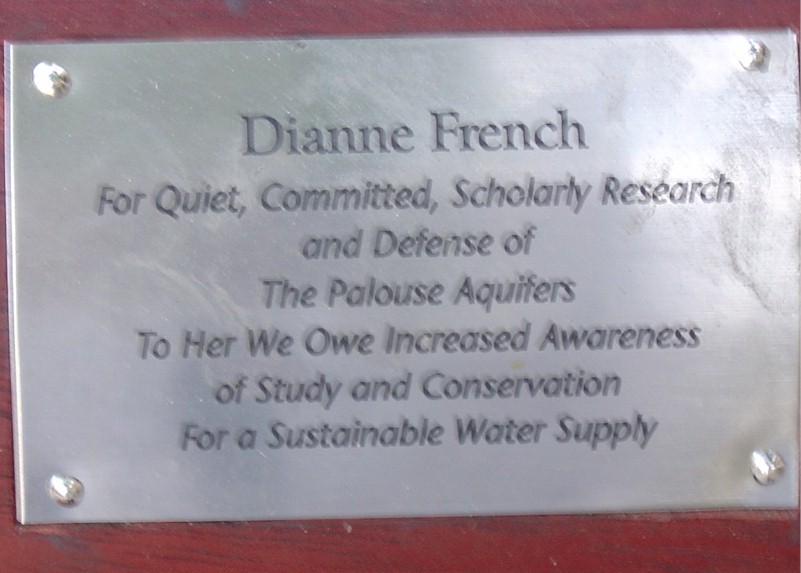 Dianne French
For Quiet, Committed, Scholarly Research
and Defense of
The Palouse Aquifers
To Her We Owe Increased Awareness
of Study and Conservation
For a Sustainable Water Supply